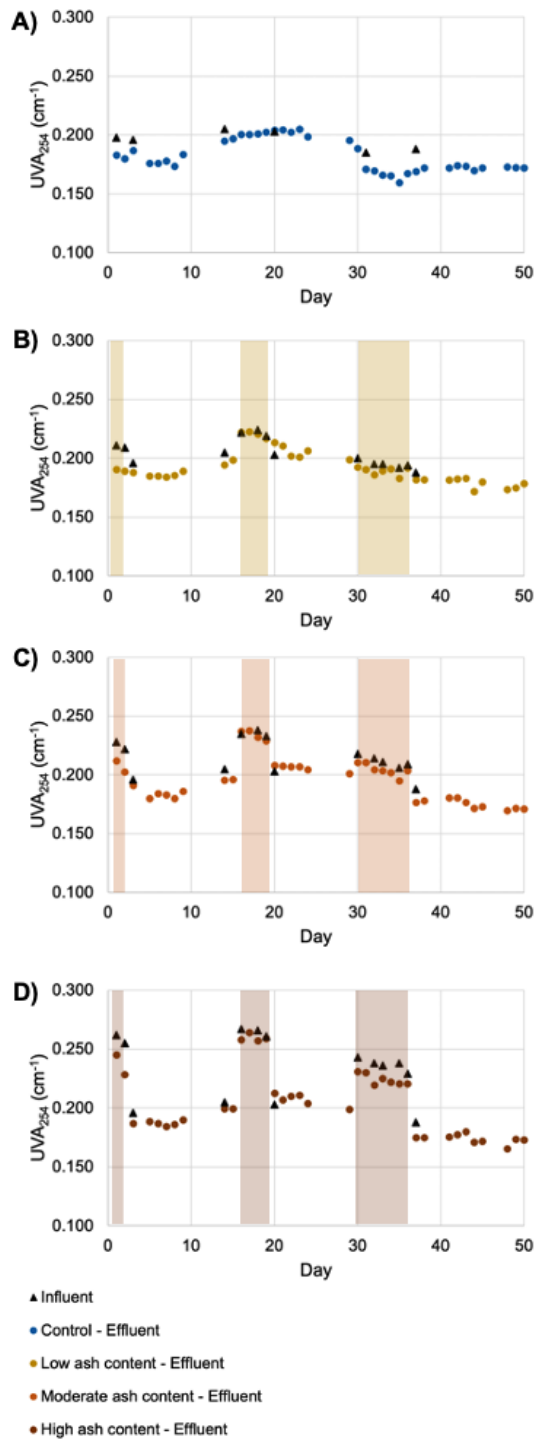 A)
UVA254 (cm-1)
0.300
0.250
0.200
0.150
0.100
0 10 20 30 40 50
Day
B)
UVA254 (cm-1)
0.300
0.250
0.200
0.150
0.100
0 10 20 30 40 50
Day
C)
UVA254 (cm-1)
0.300
0.250
0.200
0.150
0.100
0 10 20 30 40 50
Day
D)
UVA254 (cm-1)
0.300
0.250
0.200
0.150
0.100
0 10 20 30 40 50
Day
Influent
Control - Effluent
Low ash content - Effluent
Moderate ash content - Effluent
High ash content - Effluent